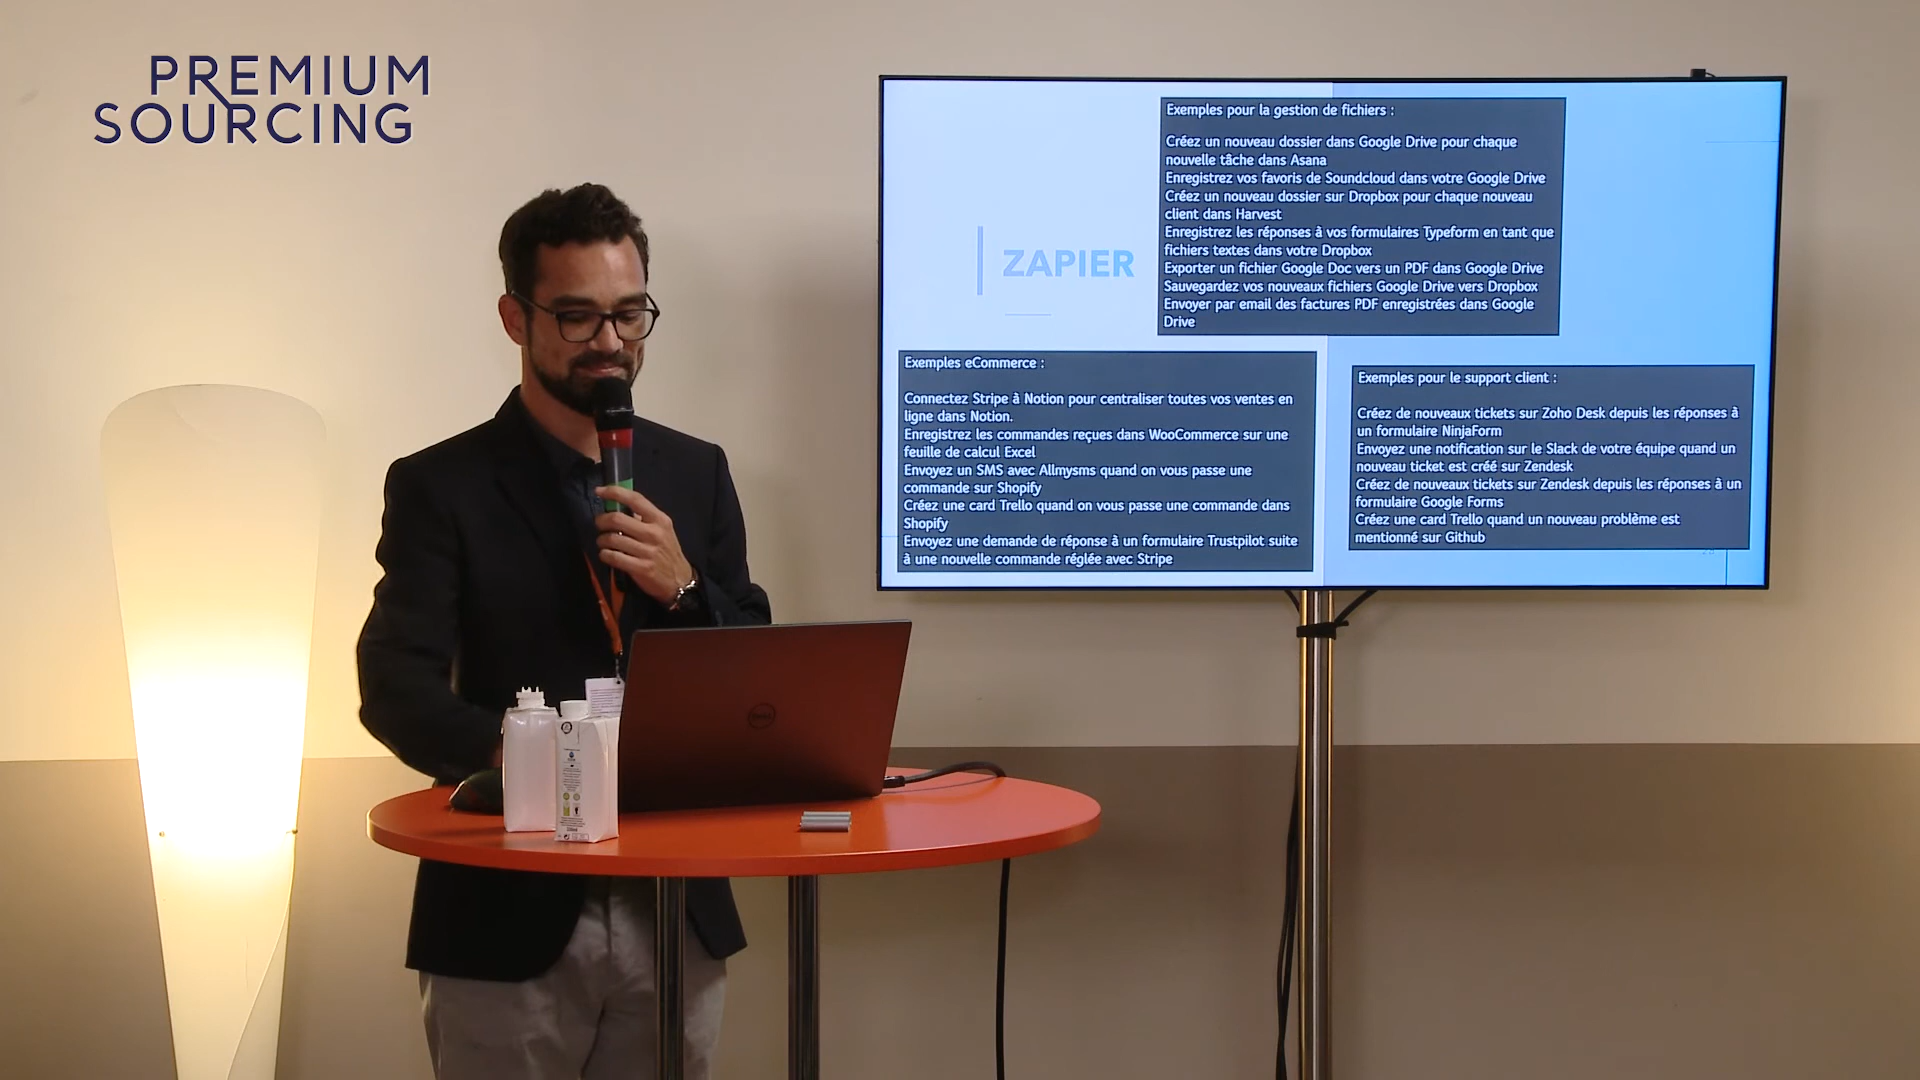 PREMIUM
SOURCING
ZAPIER
Exemples pour la gestion de fichiers :
Créez un nouveau dossier dans Google Drive pour chaque
nouvelle tâche dans Asana
Enregistrez vos favoris de Soundcloud dans votre Google Drive
Créez un nouveau dossier sur Dropbox pour chaque nouveau
client dans Harvest
Enregistrez les réponses à vos formulaires Typeform en tant que
fichiers textes dans votre Dropbox
Exporter un fichier Google Doc vers un PDF dans Google Drive
Sauvegardez vos nouveaux fichiers Google Drive vers Dropbox
Envoyer par email des factures PDF enregistrées dans Google
Drive
Exemples eCommerce :
Connectez Stripe à Notion pour centraliser toutes vos ventes en
ligne dans Notion.
Enregistrez les commandes reçues dans WooCommerce sur une
feuille de calcul Excel
Envoyez un SMS avec Allmysms quand on vous passe une
commande sur Shopify
Créez une card Trello quand on vous passe une commande dans
Shopify
Envoyez une demande de réponse à un formulaire Trustpilot suite
à une nouvelle commande réglée avec Stripe
Exemples pour le support client :
Créez de nouveaux tickets sur Zoho Desk depuis les réponses à
un formulaire NinjaForm
Envoyez une notification sur le Slack de votre équipe quand un
nouveau ticket est créé sur Zendesk
Créez de nouveaux tickets sur Zendesk depuis les réponses à un
formulaire Google Forms
Créez une card Trello quand un nouveau problème est
mentionné sur Github
DELL